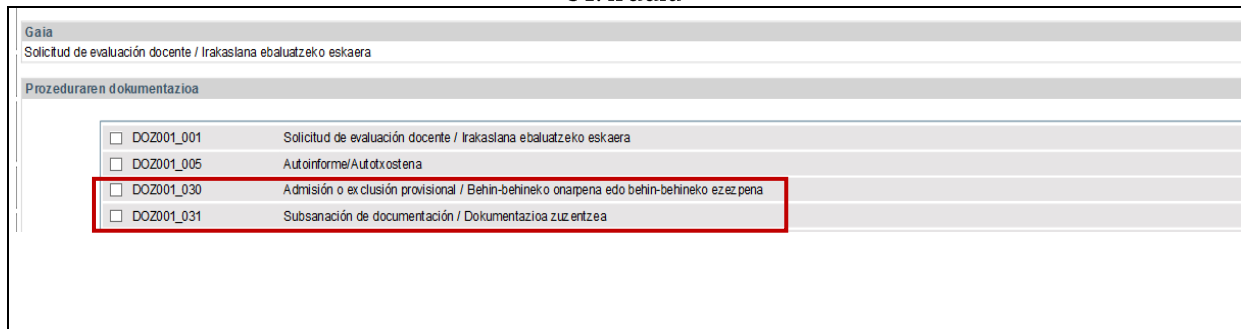 Gaia
Solicitud de evaluación docente / Irakaslana ebaluatzeko eskaera
Prozeduraren dokumentazioa
DOZ001_001 Solicitud de evaluación docente / Irakaslana ebaluatzeko eskaera
DOZ001_005 Autoinforme/Autotxostena
DOZ001_030 Admisión o exclusión provisional / Behin-behineko onarpena edo behin-behineko ezezpena
DOZ001_031 Subsanación de documentación / Dokumentazioa zuzentzea